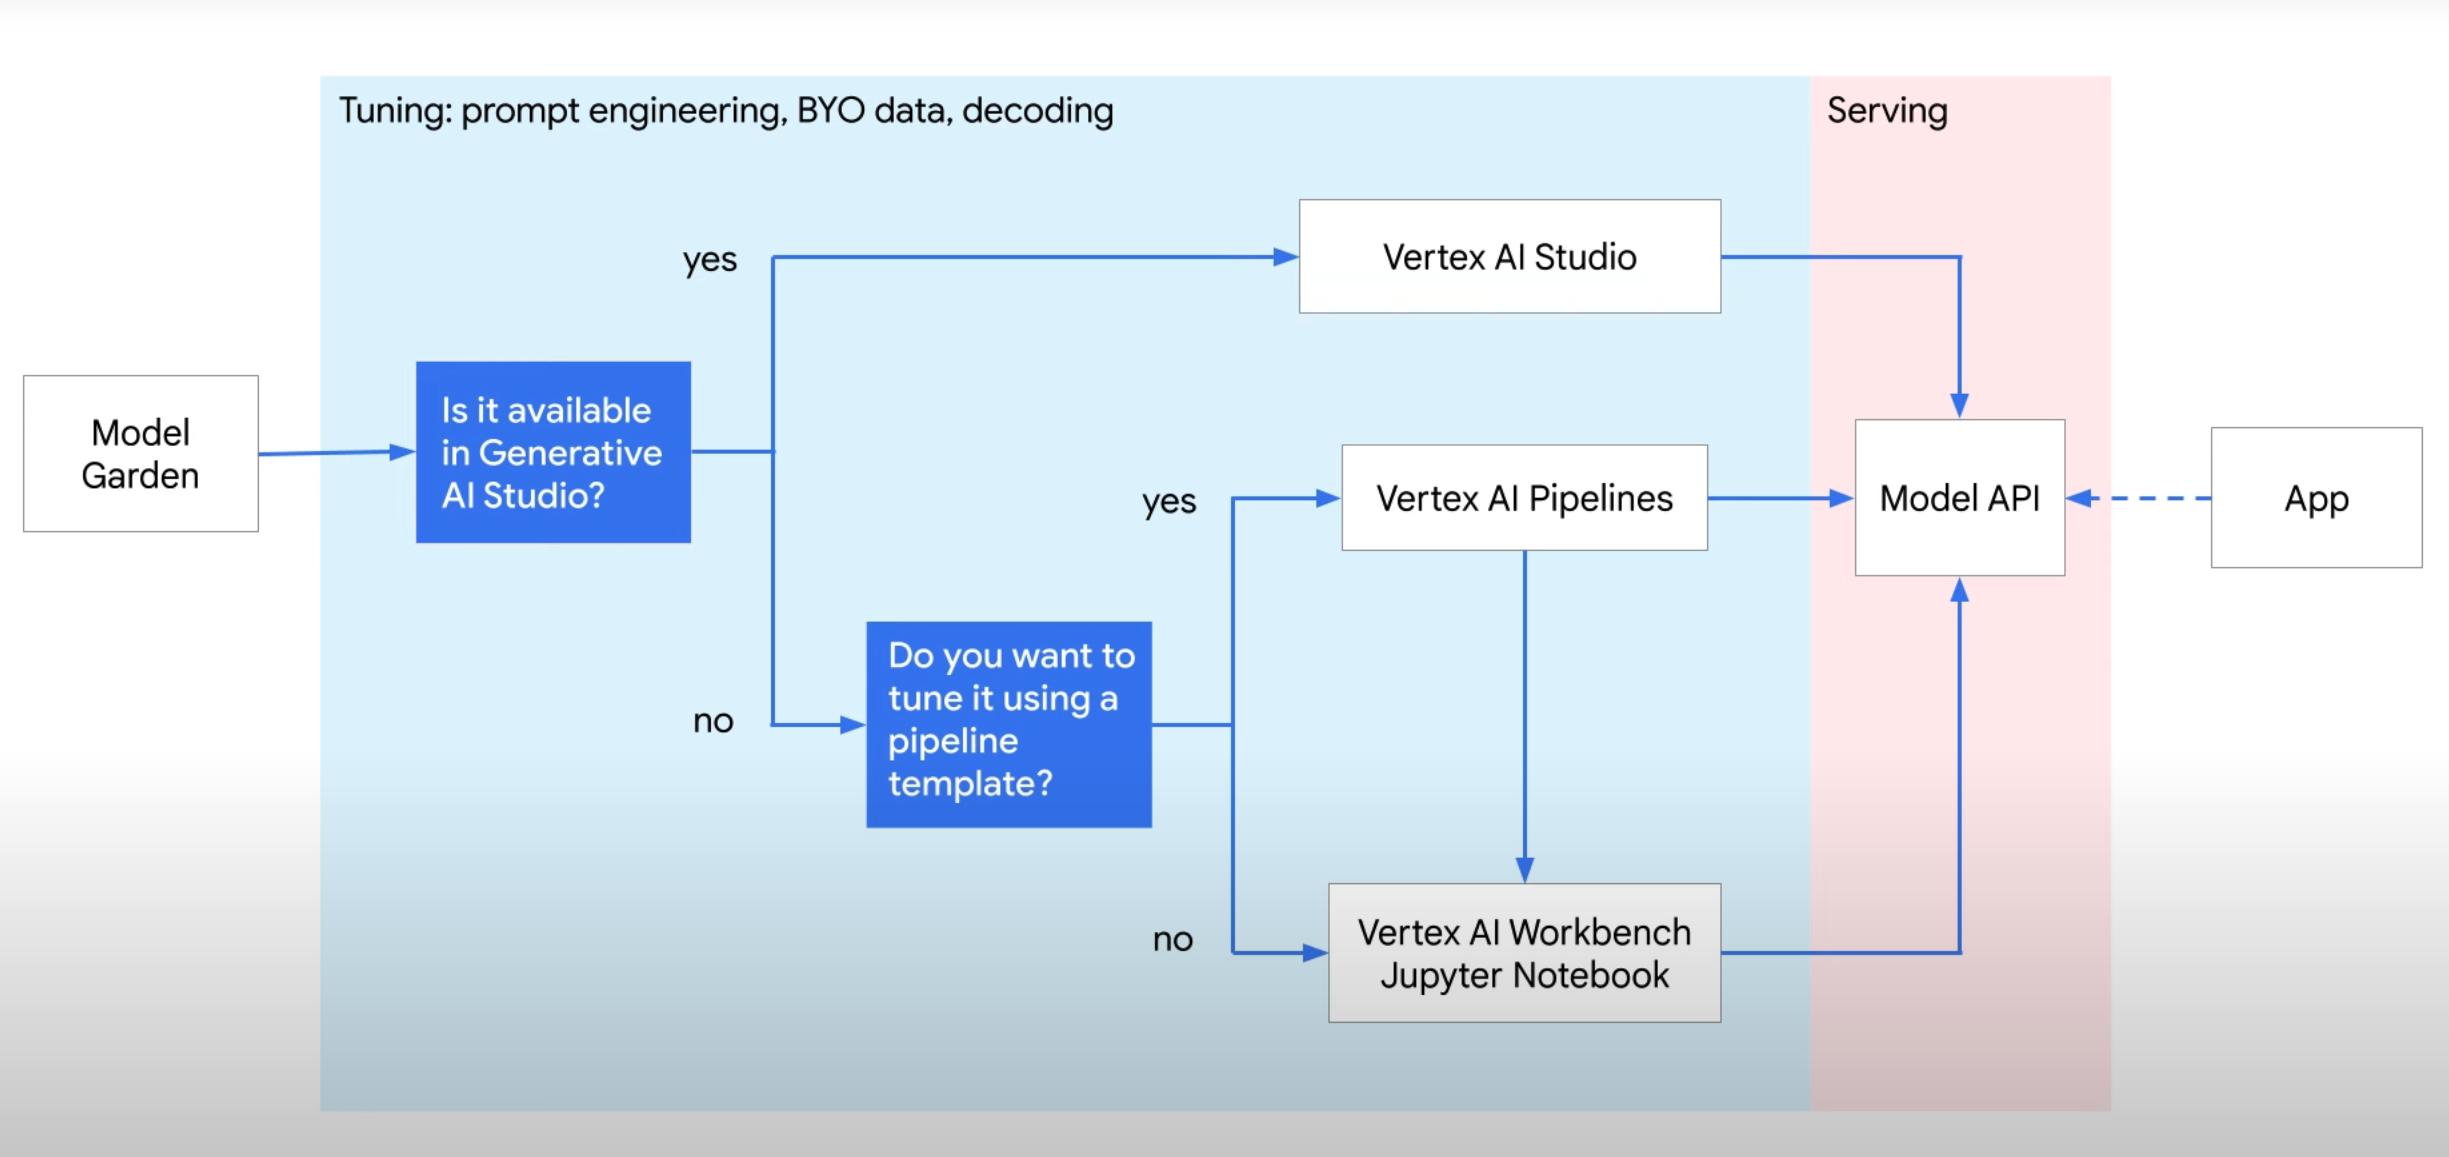 Tuning: prompt engineering, BYO data, decoding
Serving
yes
Vertex AI Studio
Model
Garden
Is it available
in Generative
AI Studio?
yes
Vertex AI Pipelines
Model API
App
no
Do you want to
tune it using a
pipeline
template?
no
Vertex AI Workbench
Jupyter Notebook